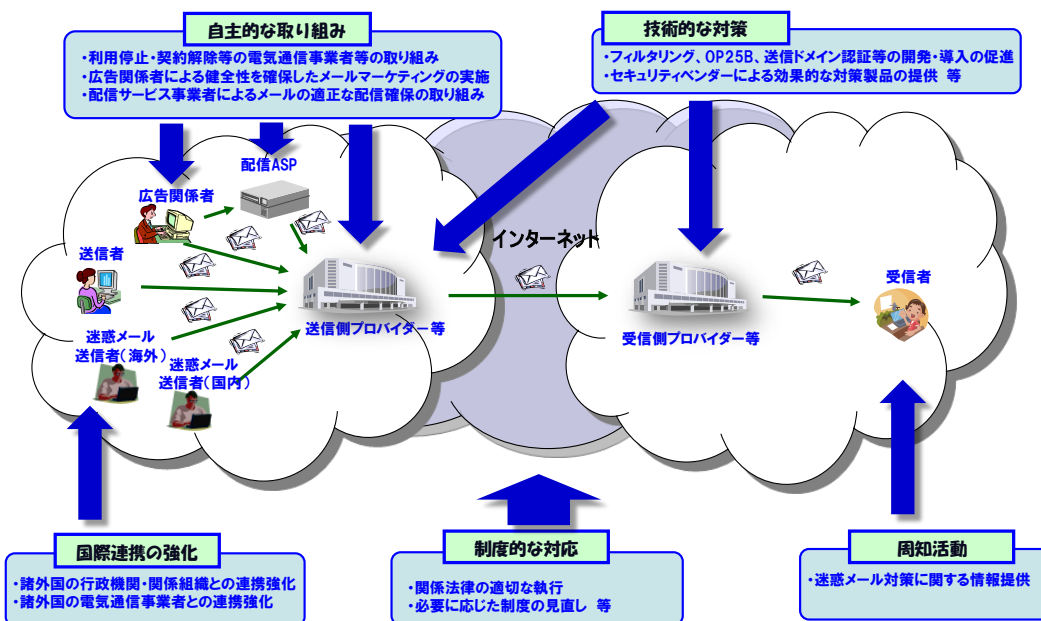 自主的な取り組み
・利用停止・契約解除等の電気通信事業者等の取り組み
・広告関係者による健全性を確保したメールマーケティングの実施
・配信サービス事業者によるメールの適正な配信確保の取り組み
技術的な対策
・フィルタリング、OP25B、送信ドメイン認証等の開発・導入の促進
・セキュリティベンダーによる効果的な対策製品の提供 等
配信ASP
広告関係者
送信者
インターネット
受信者
送信側プロバイダー等
受信側プロバイダー等
迷惑メール
送信者(海外)
迷惑メール
送信者(国内)
国際連携の強化
・諸外国の行政機関・関係組織との連携強化
・諸外国の電気通信事業者との連携強化
制度的な対応
・関係法律の適切な執行
・必要に応じた制度の見直し 等
周知活動
・迷惑メール対策に関する情報提供